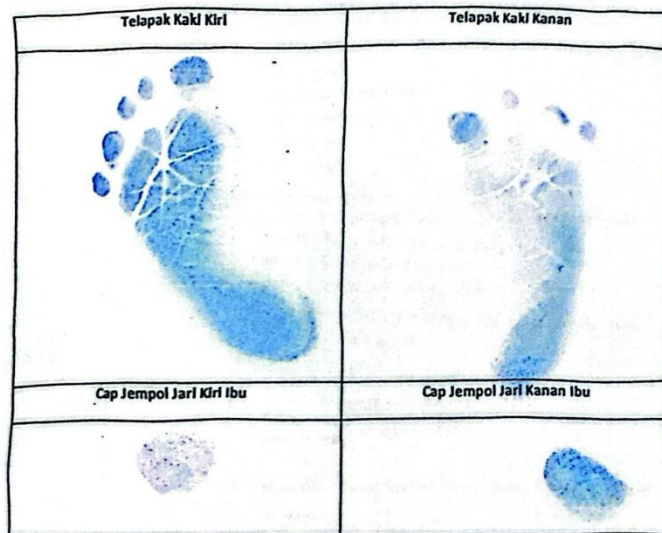 Telapak Kaki Kiri
Telapak Kaki Kanan
Cap Jempol Jari Kiri Ibu
Cap Jempol Jari Kanan Ibu